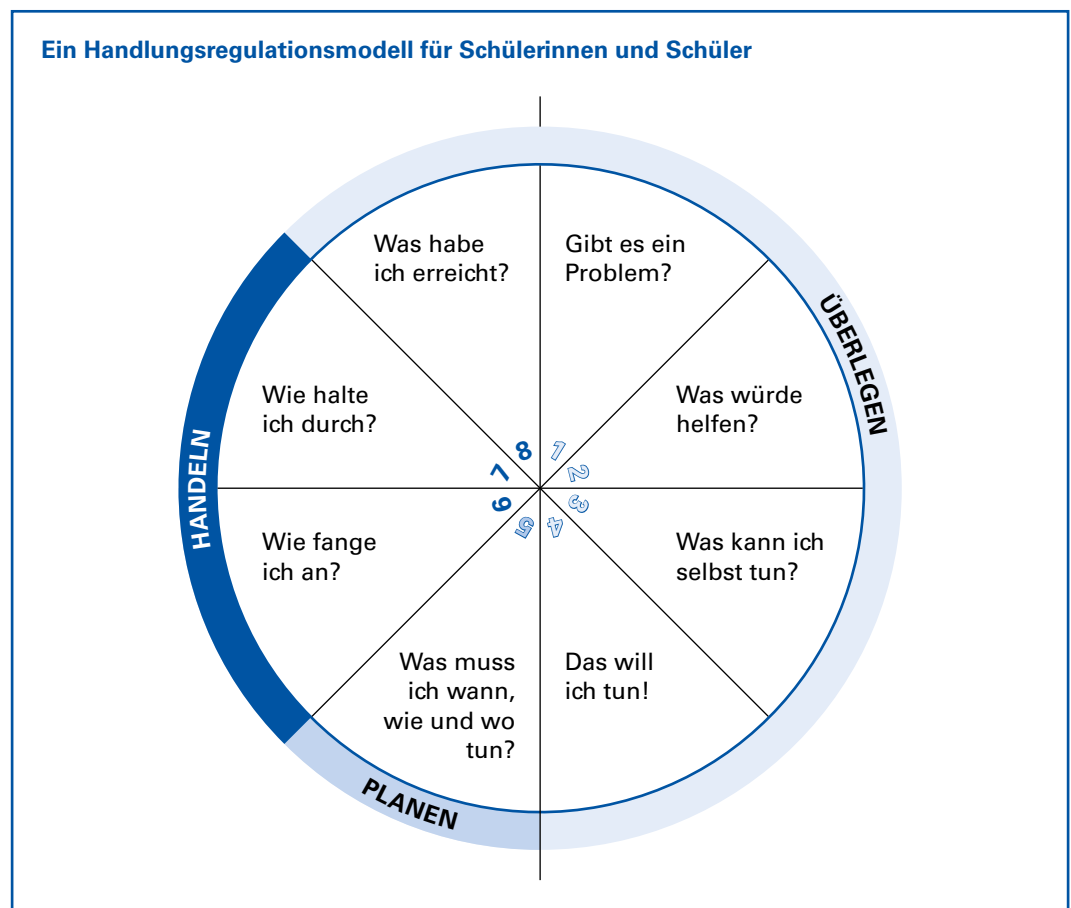 Ein Handlungsregulationsmodell für Schülerinnen und Schüler
Was habe
ich erreicht?
Gibt es ein
Problem?
ÜBERLEGEN
Wie halte
ich durch?
Was würde
helfen?
HANDELN
8
1
7
2
6
3
5
4
Wie fange
ich an?
Was kann ich
selbst tun?
Was muss
ich wann,
wie und wo
tun?
Das will
ich tun!
PLANEN